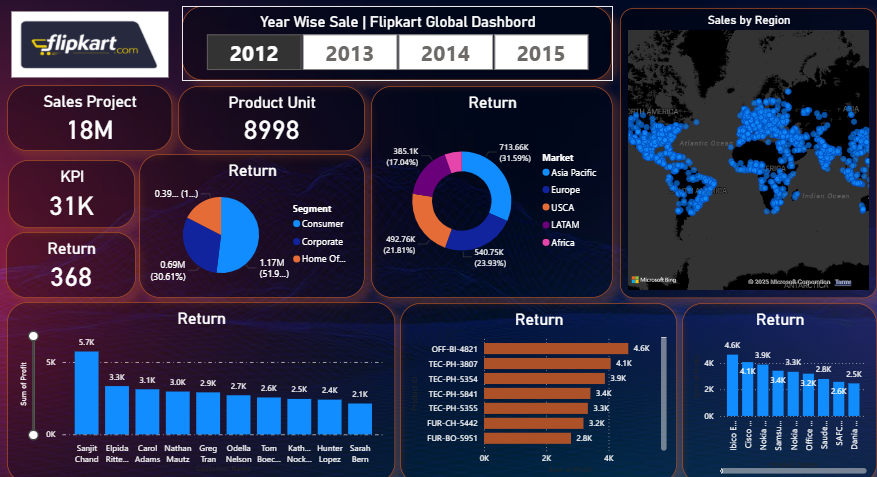 flipkart.com
Year Wise Sale | Flipkart Global Dashbord
2012
2013
2014
2015
Sales by Region
ASIA
Atlantic Ocean
Indian Ocean
Microsoft Bing
© 2025 Microsoft Corporation Terms
Sales Project
18M
Product Unit
8998
KPI
31K
Return
368
Return
0.39... (1...)
0.69M
(30.61%)
1.17M
(51.9...)
Segment
Consumer
Corporate
Home Of...
Return
385.1K
(17.04%)
713.66K
(31.59%)
492.76K
(21.81%)
540.75K
(23.93%)
Market
Asia Pacific
Europe
USCA
LATAM
Africa
Return
Sum of Profit
5K
0K
5.7K
3.3K
3.1K
3.0K
2.9K
2.7K
2.6K
2.5K
2.4K
2.1K
Sanjit Chand
Elpida Ritte...
Carol Adams
Nathan Mautz
Greg Tran
Odella Nelson
Tom Boec...
Kath... Nock...
Hunter Lopez
Sarah Bern
Return
OFF-BI-4821 4.6K
TEC-PH-3807 4.1K
TEC-PH-5354 3.9K
TEC-PH-5841 3.4K
TEC-PH-5355 3.3K
FUR-CH-5442 3.2K
FUR-BO-5951 2.8K
0K 2K 4K
Return
4K
2K
0K
4.6K
4.1K
3.9K
3.4K
3.3K
3.2K
2.8K
2.6K
2.5K
Ibico E...
Cisco ...
Nokia ...
Samsu...
Nokia ...
Office ...
Saude...
SAFC...
Dania ...